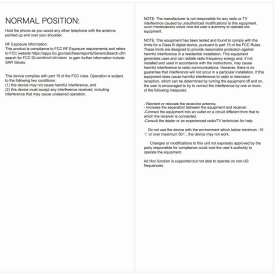 NORMAL POSITION:
Hold the phone as you would any other telephone with the antenna
pointed up and over your shoulder.
RF Exposure Information:
This product is compliance to FCC RF Exposure requirements and refers
to FCC website https://apps.fcc.gov/oetcf/eas/reports/GenericSearch.cfm
search for FCC ID to gain further information include
SAR Values.
This device complies with part 15 of the FCC rules. Operation is subject
to the following two conditions:
(1) this device may not cause harmful interference, and
(2) this device must accept any interference received, including
interference that may cause undesired operation.
NOTE: The manufacturer is not responsible for any radio or TV
interference caused by unauthorized modifications to this equipment.
Such modifications could void the user's authority to operate the
equipment.
NOTE: This equipment has been tested and found to comply with the
limits for a Class B digital device, pursuant to part 15 of the FCC Rules.
These limits are designed to provide reasonable protection against
harmful interference in a residential installation. This equipment
generates uses and can radiate radio frequency energy and, if not
installed and used in accordance with the instructions, may cause
harmful interference to radio communications. However, there is no
guarantee that interference will not occur in a particular installation. If this
equipment does cause harmful interference to radio or television
reception, which can be determined by turning the equipment off and on,
the user is encouraged to try to correct the interference by one or more
of the following measures:
- Reorient or relocate the receiving antenna.
-Increase the separation between the equipment and receiver.
-Connect the equipment into an outlet on a circuit different from that to
which the receiver is connected.
-Consult the dealer or an experienced radio/TV technician for help.
Do not use the device with the environment which below minimum -10
℃ or over maximum 50℃, the device may not work.
Changes or modifications to this unit not expressly approved by the
party responsible for compliance could void the user's authority to
operate the equipment.
Ad Hoc function is supported but not able to operate on non-US
frequencies.